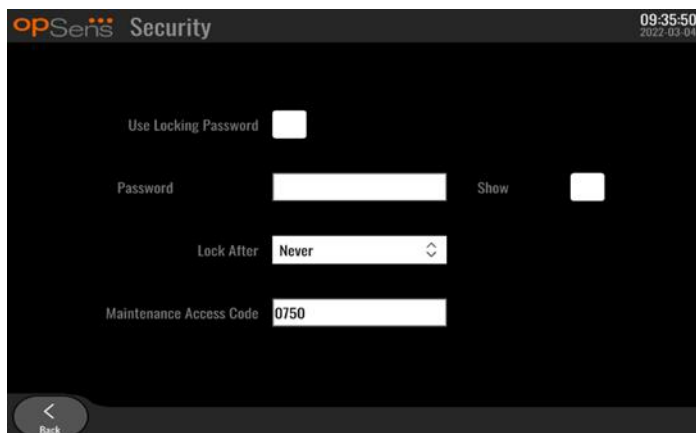 opSens Security
09:35:50
2022-03-04
Use Locking Password
Password
Show
Lock After
Never
Maintenance Access Code
0750
Back